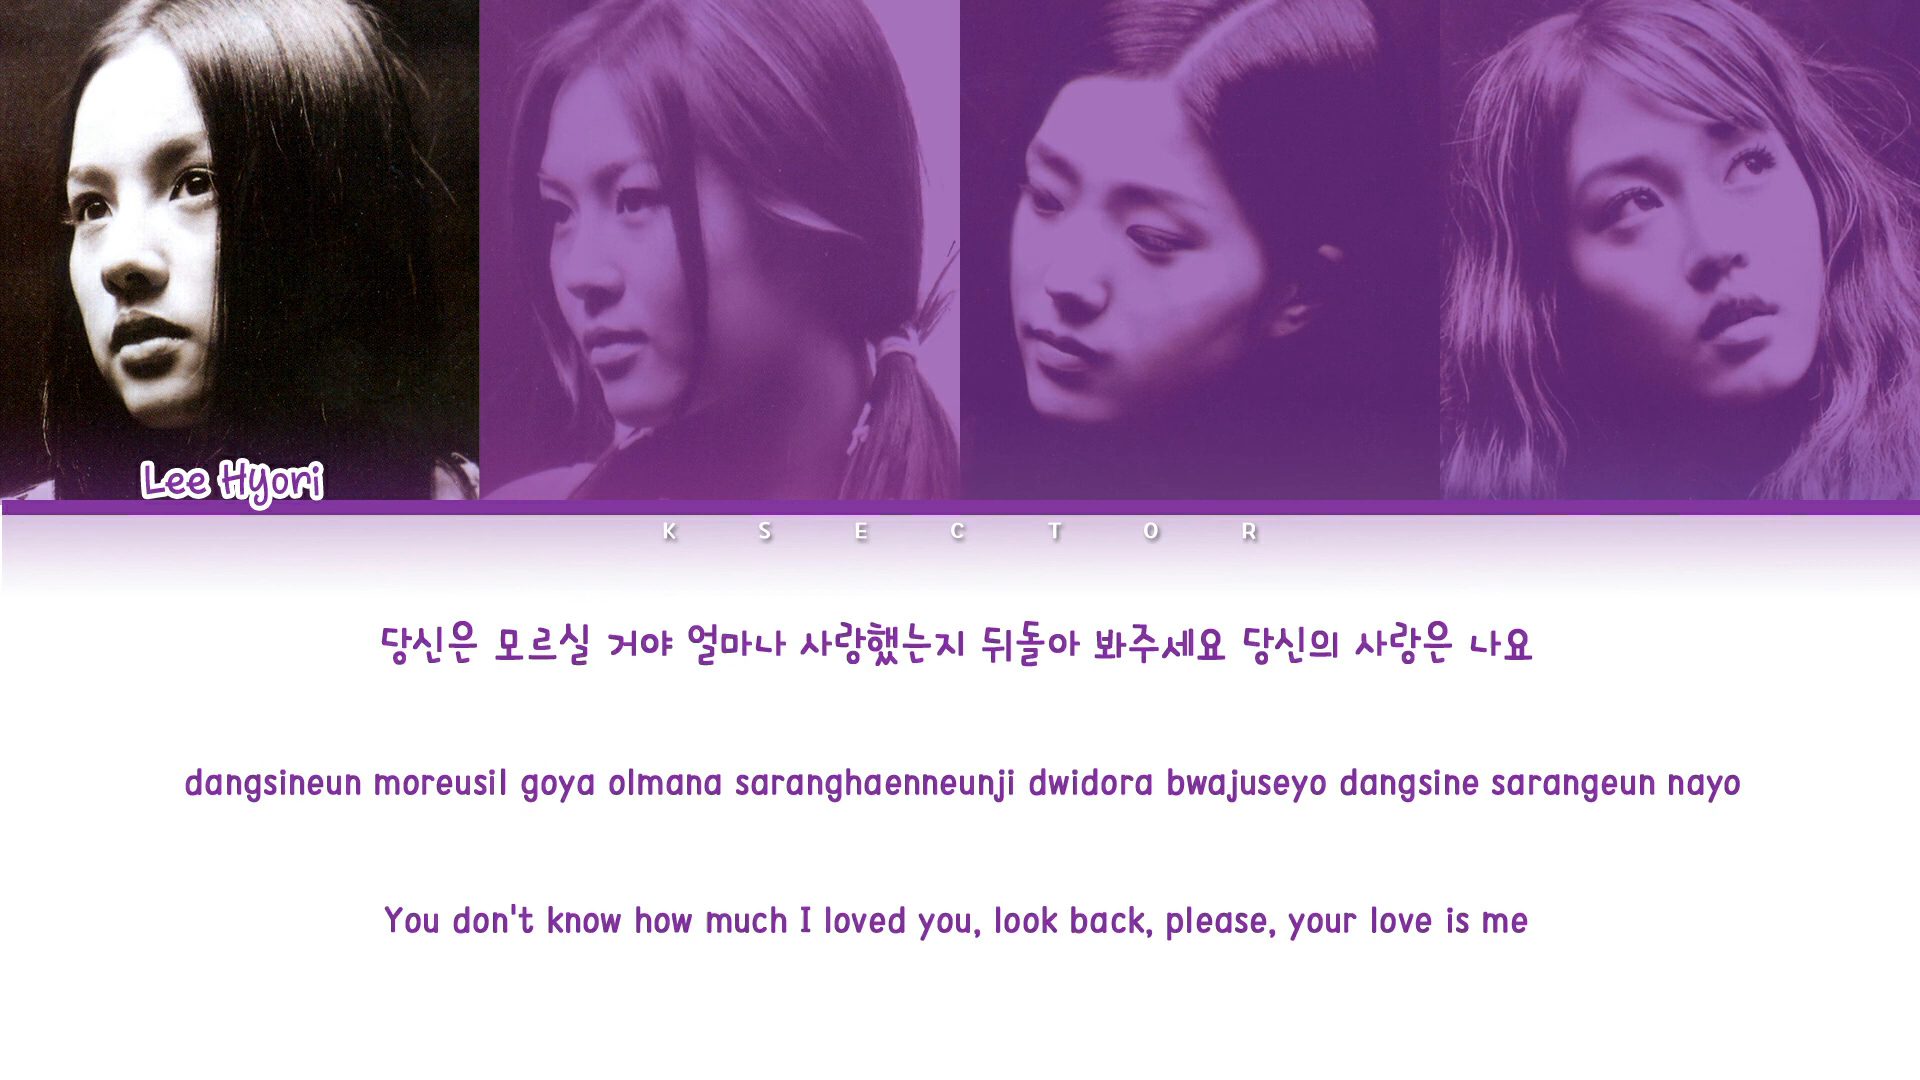 Lee Hyori
K S E C T O R
당신은 모르실 거야 얼마나 사랑했는지 뒤돌아 봐주세요 당신의 사랑은 나요
dangsineun moreusil goya olmana saranghaenneunji dwidora bwajuseyo dangsine sarangeun nayo
You don't know how much I loved you, look back, please, your love is me